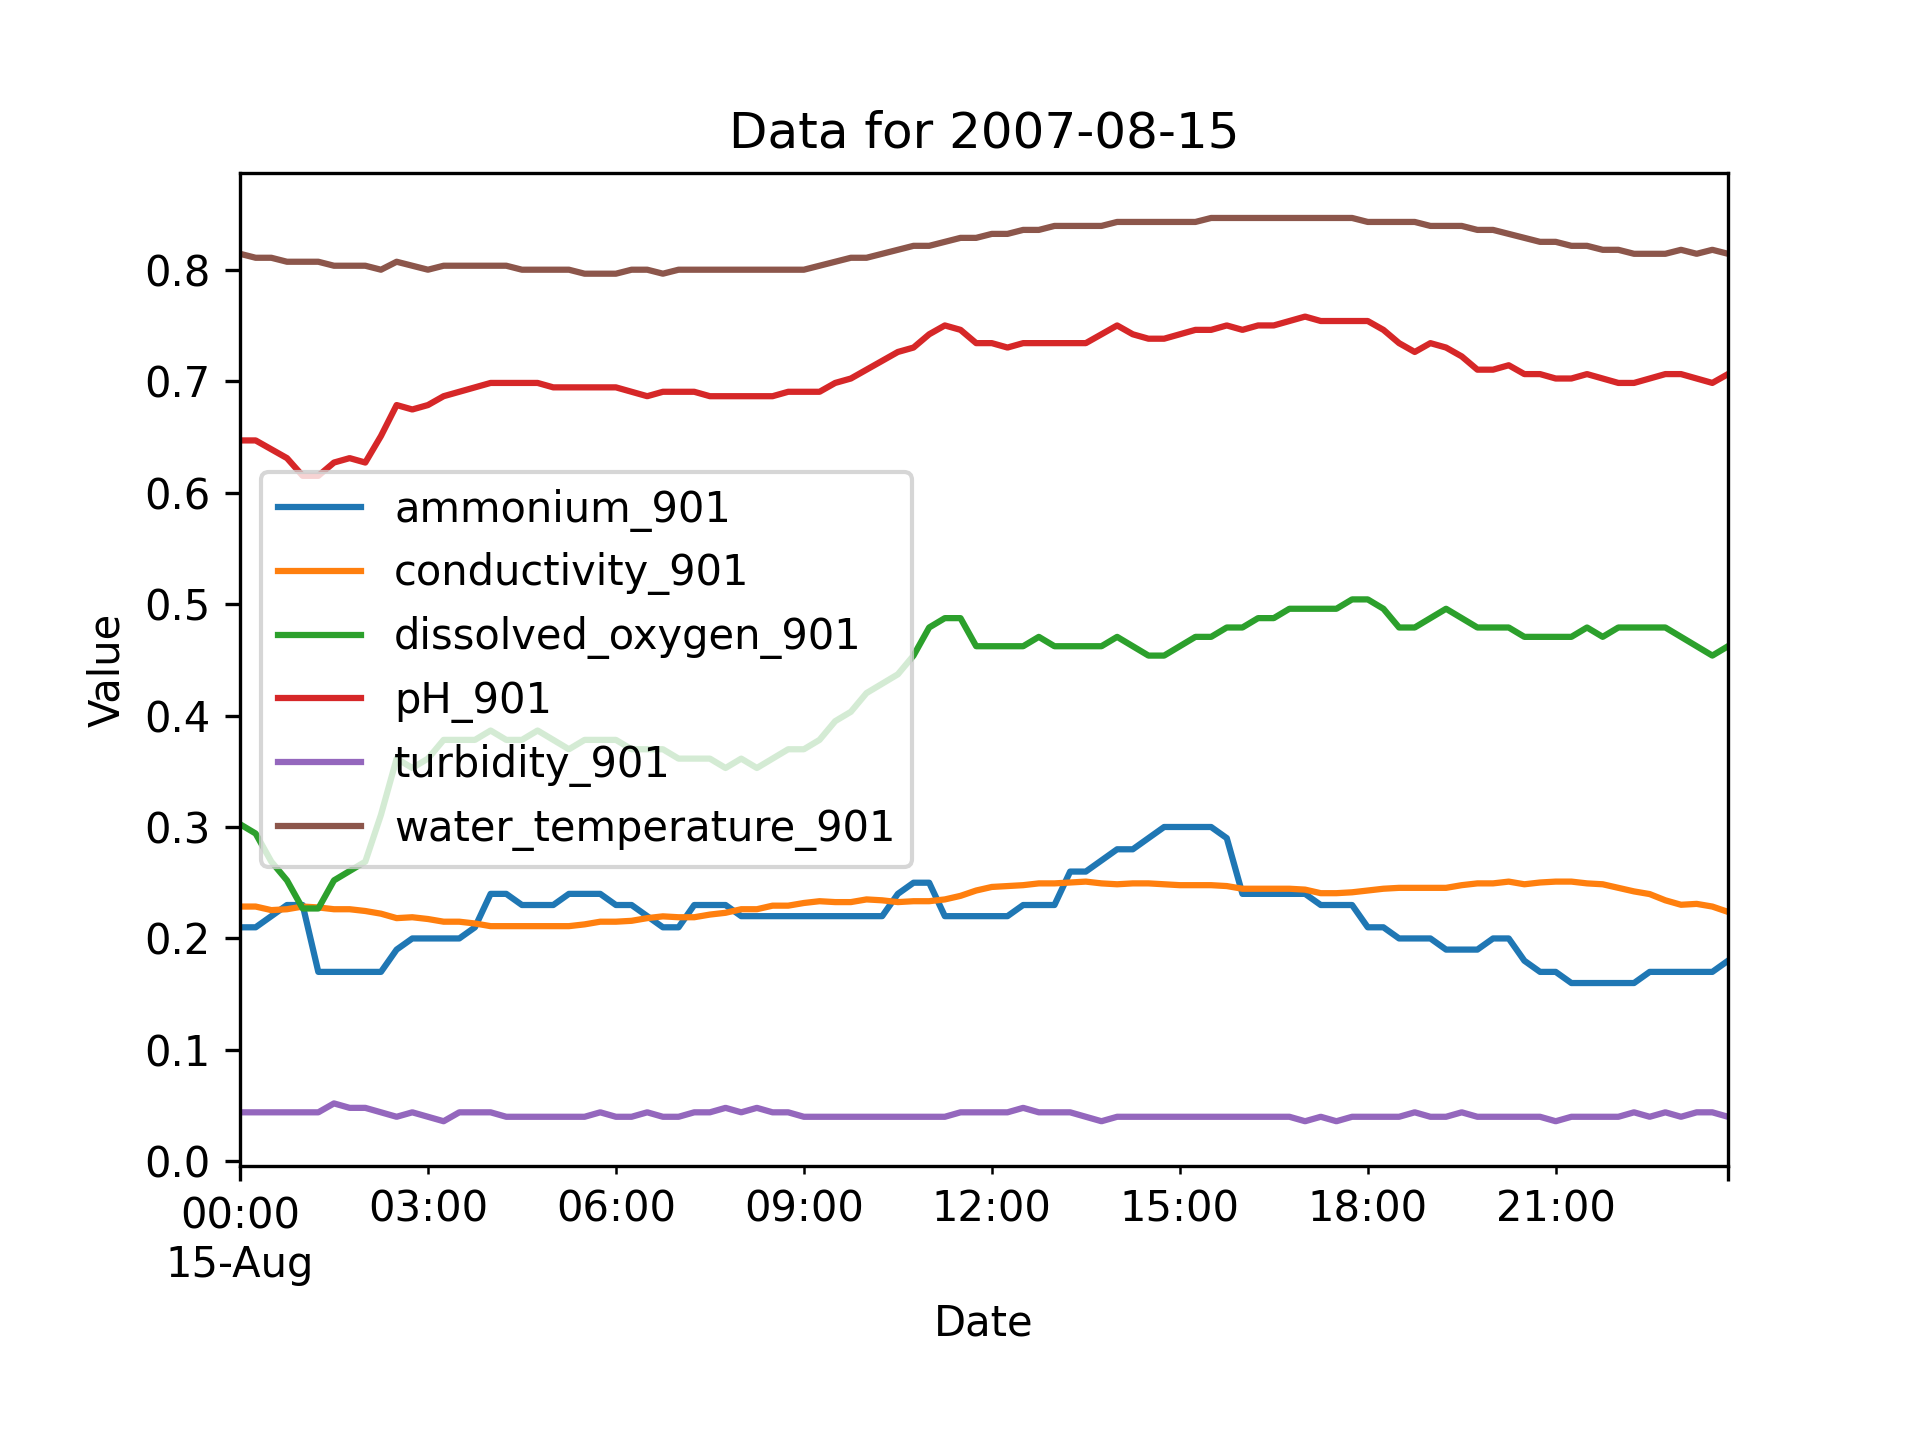 Data for 2007-08-15
Value
0.8
0.7
0.6
0.5
0.4
0.3
0.2
0.1
0.0
ammonium_901
conductivity_901
dissolved_oxygen_901
pH_901
turbidity_901
water_temperature_901
00:00 03:00 06:00 09:00 12:00 15:00 18:00 21:00
15-Aug
Date